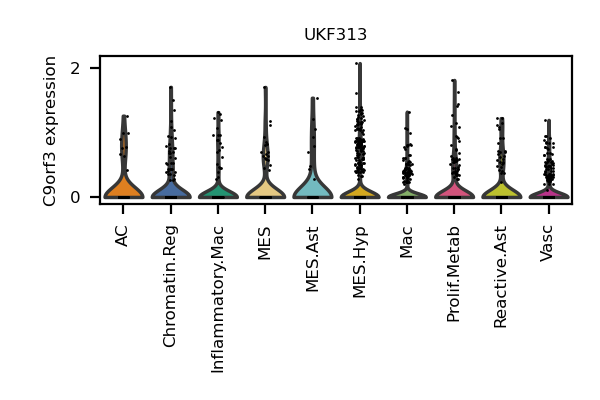 UKF313
C9orf3 expression
2
0
AC
Chromatin.Reg
Inflammatory.Mac
MES
MES.Ast
MES.Hyp
Mac
Prolif.Metab
Reactive.Ast
Vasc